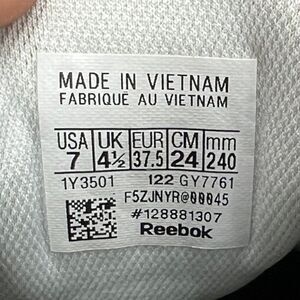 MADE IN VIETNAM
FABRIQUÉ AU VIETNAM
USA UK EUR CM mm
7 4½ 37.5 24 240
1Y3501 122 GY7761
F5ZJNYR@00045
#128881307
Reebok